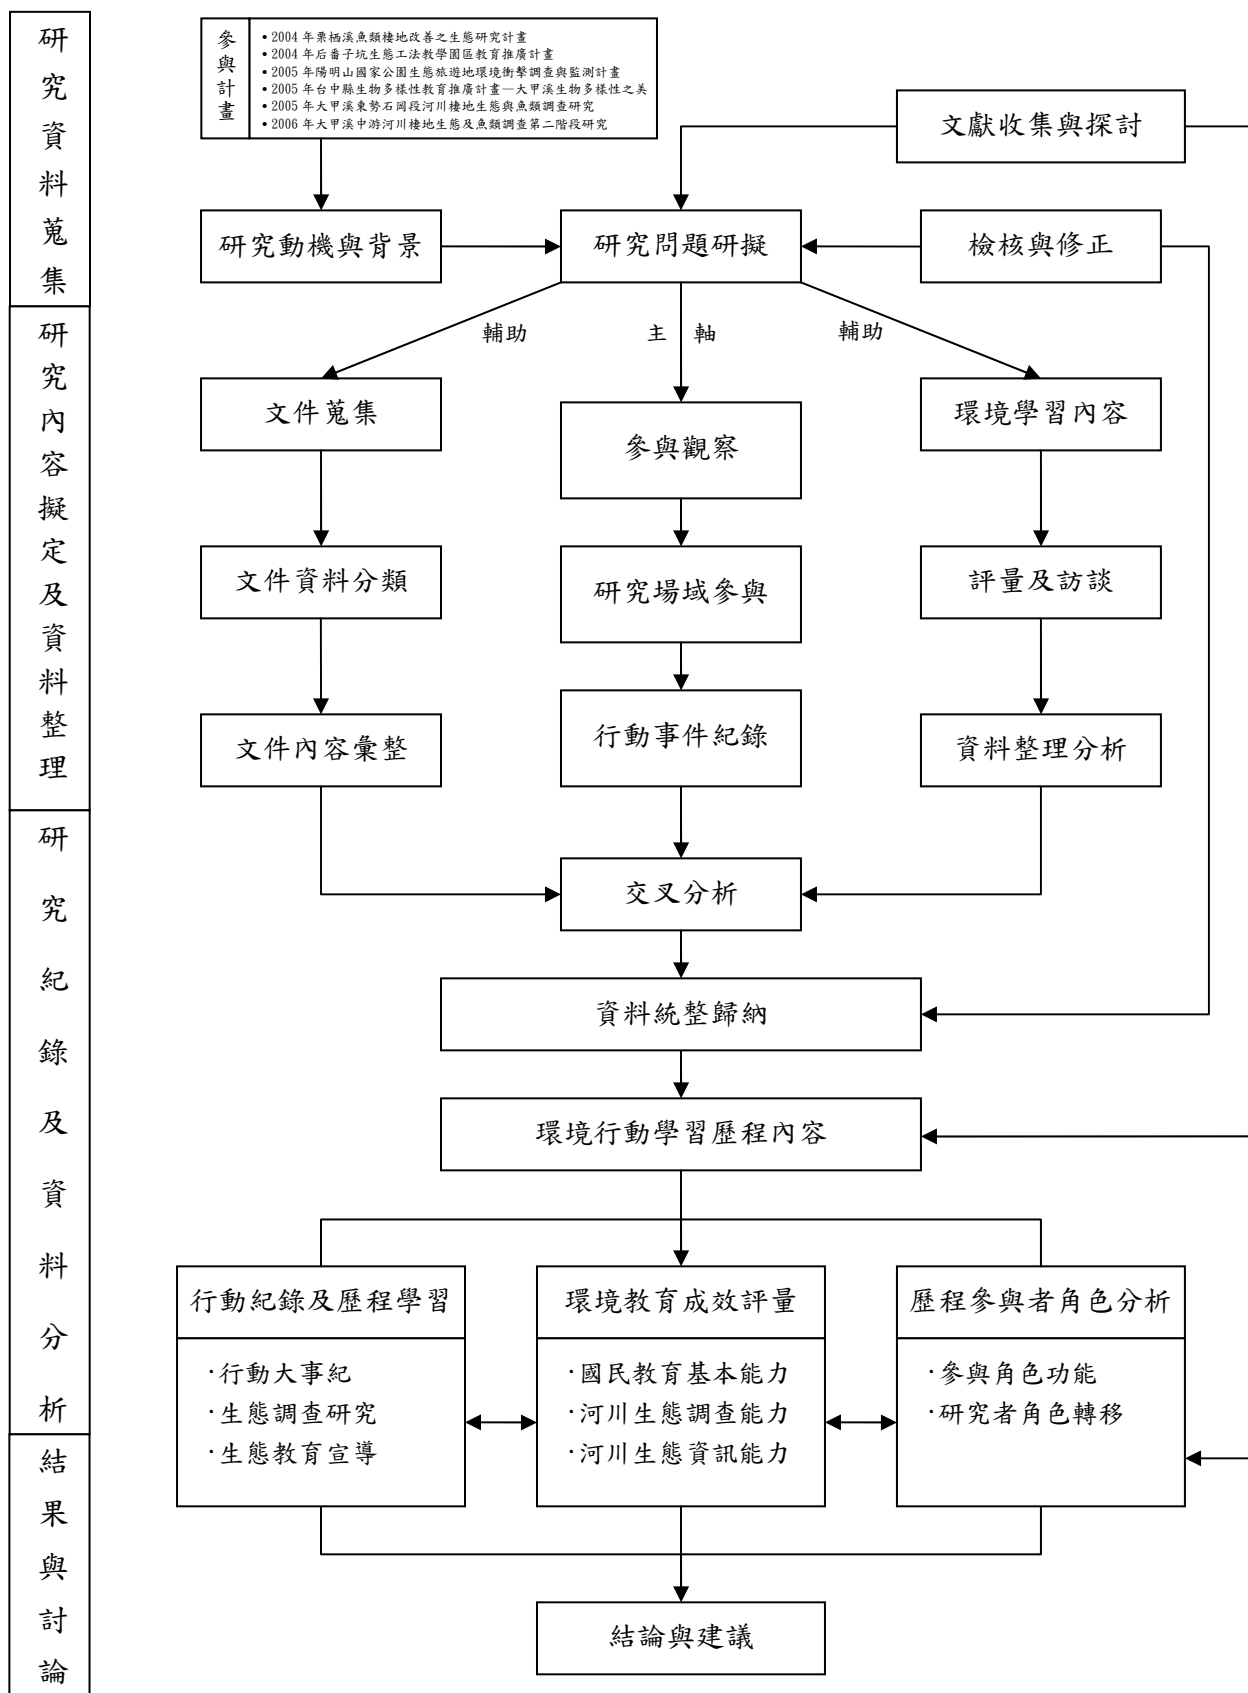 研究資料蒐集
參與計畫
•2004 年栗栖溪魚類棲地改善之生態研究計畫
•2004 年后番子坑生態工法教學園區教育推廣計畫
•2005 年陽明山國家公園生態旅遊地環境衝擊調查與監測計畫
•2005 年台中縣生物多樣性教育推廣計畫—大甲溪生物多樣性之美
•2005 年大甲溪東勢石岡段河川棲地生態與魚類調查研究
•2006 年大甲溪中游河川棲地生態及魚類調查第二階段研究
文獻收集與探討
研究動機與背景
研究問題研擬
檢核與修正
研究內容擬定及資料整理
輔助
主 軸
輔助
文件蒐集
參與觀察
環境學習內容
文件資料分類
研究場域參與
評量及訪談
文件內容彙整
行動事件紀錄
資料整理分析
研究紀錄及資料分析
交叉分析
資料統整歸納
環境行動學習歷程內容
行動紀錄及歷程學習
·行動大事紀
·生態調查研究
·生態教育宣導
環境教育成效評量
·國民教育基本能力
·河川生態調查能力
·河川生態資訊能力
歷程參與者角色分析
·參與角色功能
·研究者角色轉移
結果與討論
結論與建議